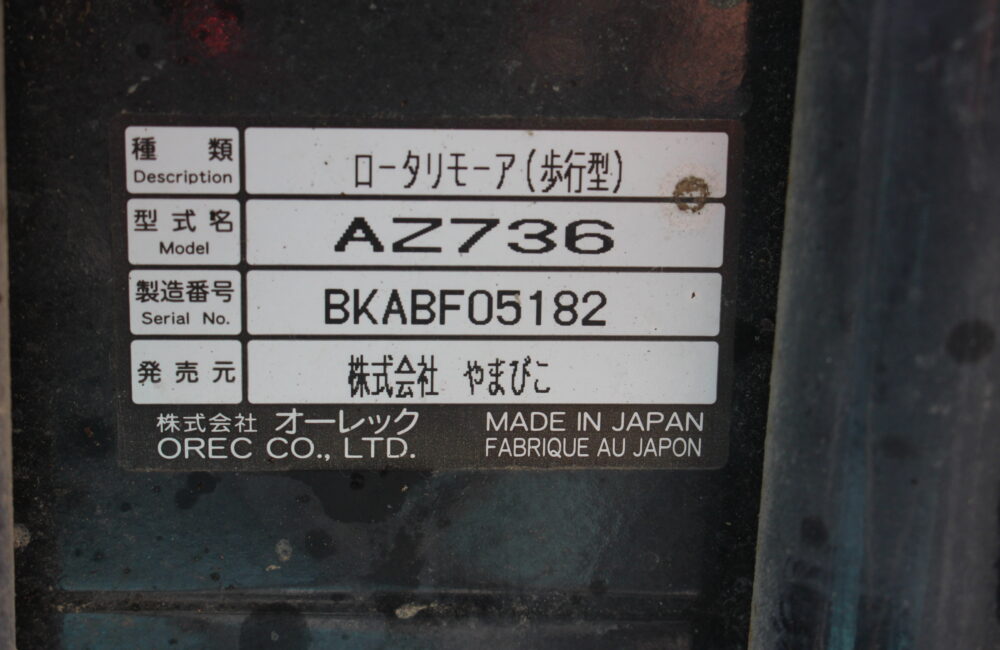 種類 ロータリモーア(歩行型)
Description
型式名 AZ736
Model
製造番号 BKABF05182
Serial No.
発売元 株式会社 やまびこ
株式会社 オーレック MADE IN JAPAN
OREC CO., LTD. FABRIQUE AU JAPON